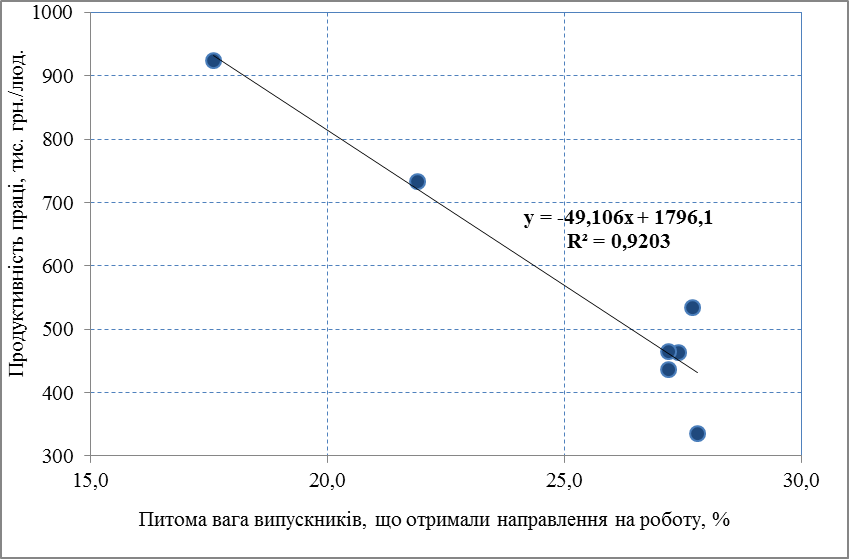 Продуктивність праці, тис. грн./люд.
1000
900
800
700
600
500
400
300
y = -49,106x + 1796,1
R² = 0,9203
15,0 20,0 25,0 30,0
Питома вага випускників, що отримали направлення на роботу, %